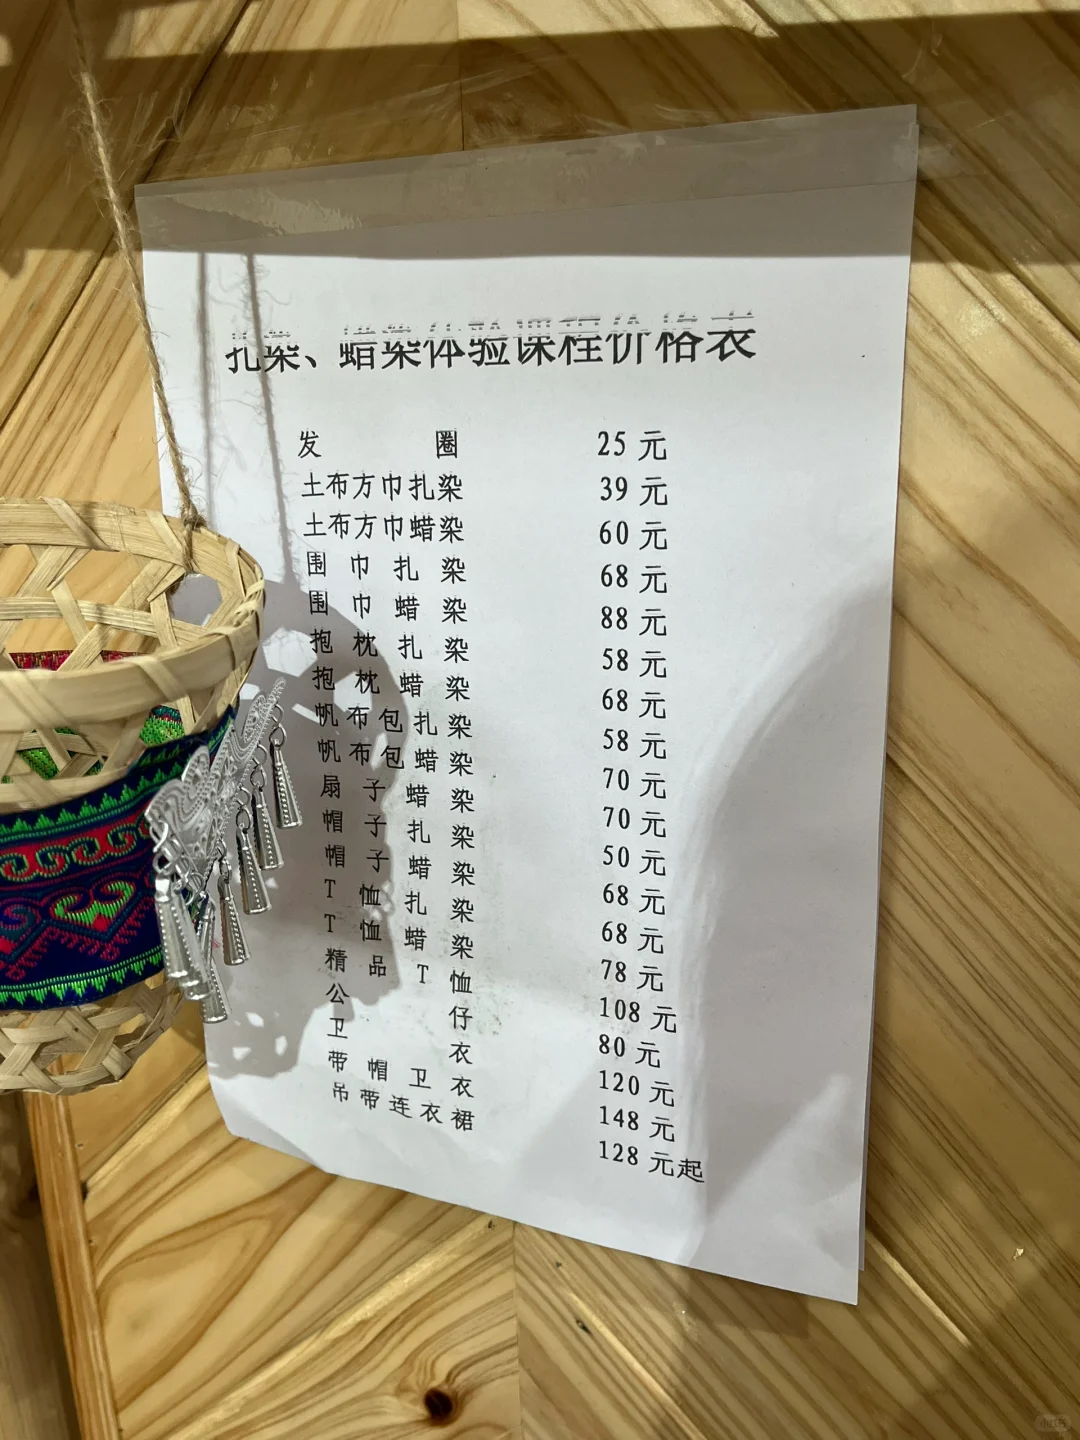 扎染、蜡染体验课程价格表
发圈 25元
土布方巾扎染 39元
土布方巾蜡染 60元
围巾扎染 68元
围巾蜡染 88元
抱枕扎染 58元
抱枕蜡染 68元
帆布包扎染 58元
帆布包蜡染 70元
扇子蜡染 70元
帽子扎染 50元
帽子蜡染 68元
T恤扎染 68元
T恤蜡染 78元
精品T恤 108元
公仔 80元
卫衣 120元
带帽卫衣 148元
吊带连衣裙 128元起
小红书